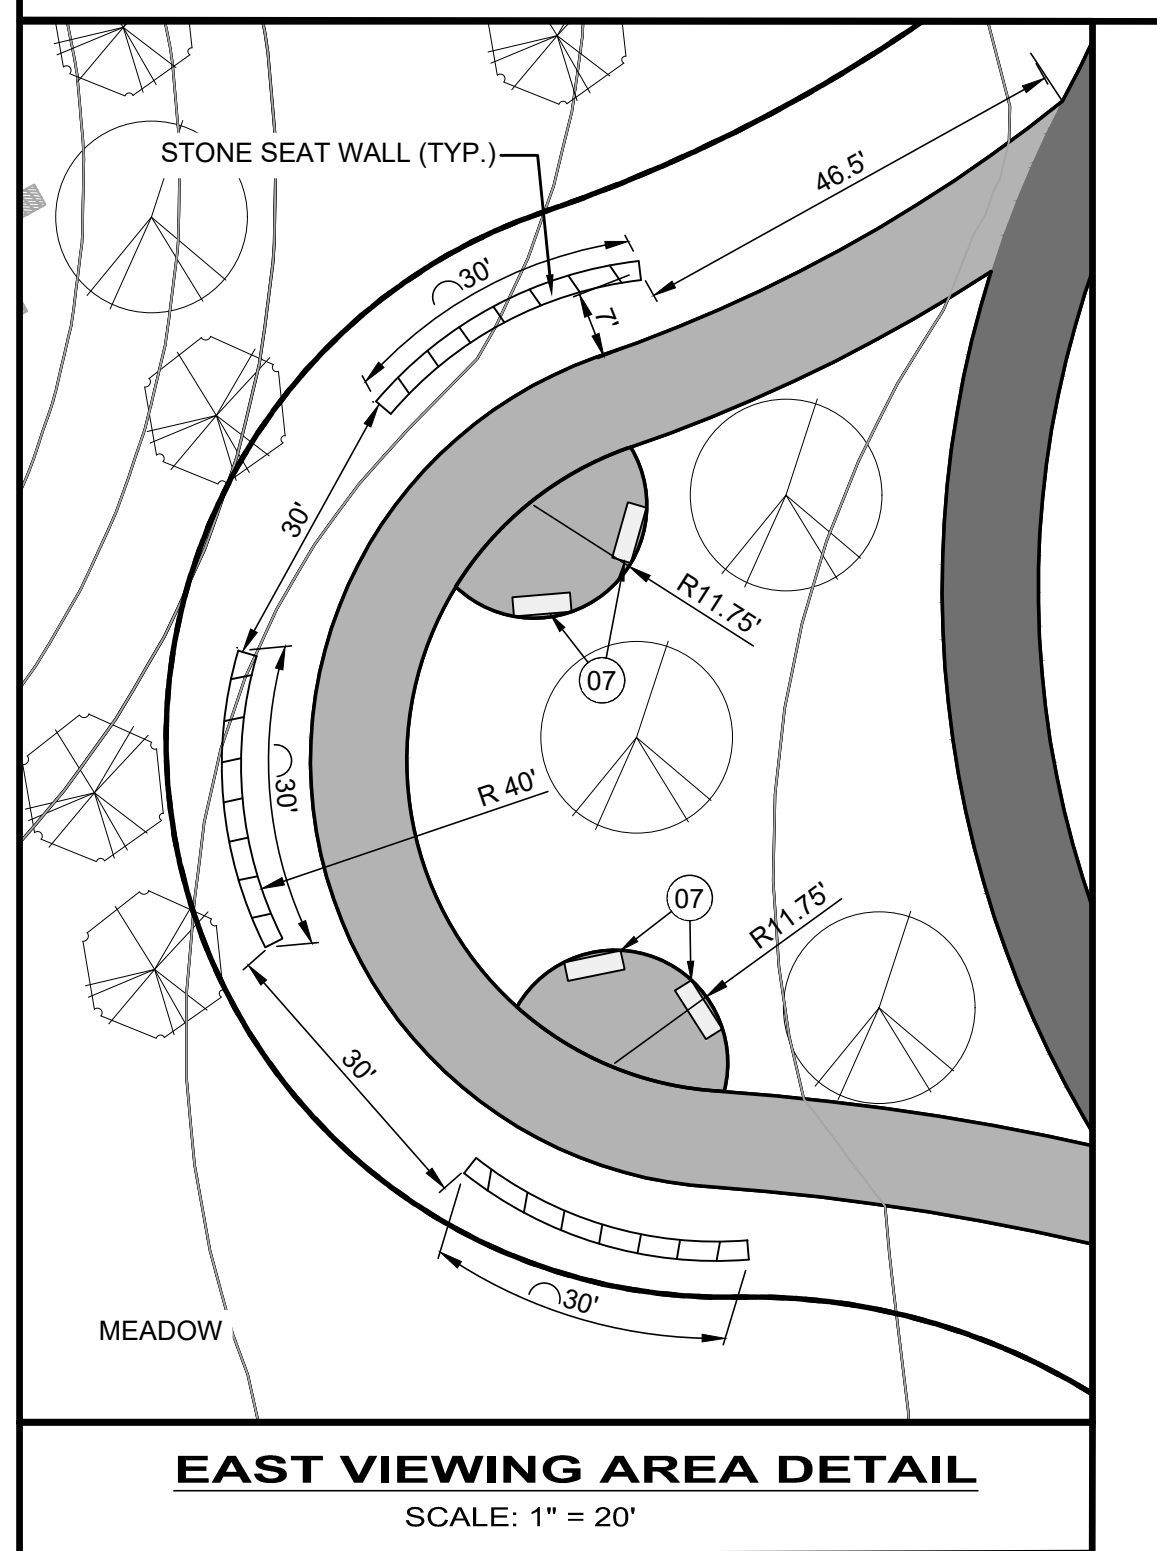 STONE SEAT WALL (TYP.)
46.5'
30'
7'
30'
R11.75'
07
30'
R 40'
07
R11.75'
30'
30'
MEADOW
EAST VIEWING AREA DETAIL
SCALE: 1" = 20'